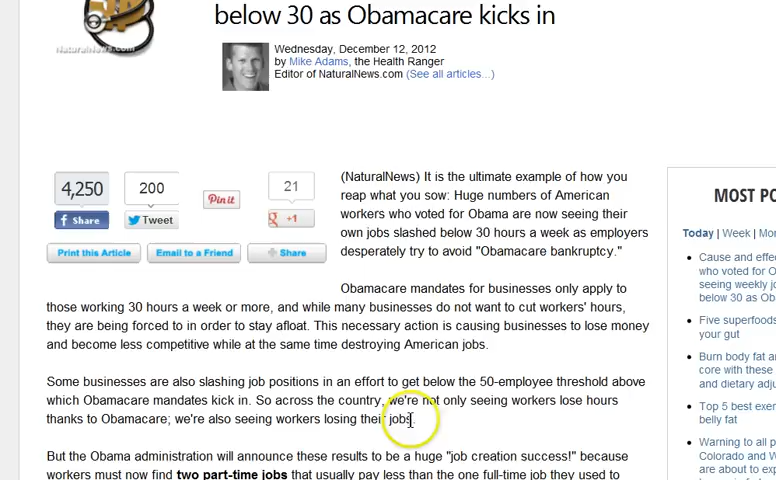 below 30 as Obamacare kicks in
NaturalNews.com
Wednesday, December 12, 2012
by Mike Adams, the Health Ranger
Editor of NaturalNews.com (See all articles...)
4,250
200
21
Share
Tweet
Pin it
+1
Print this Article
Email to a Friend
Share
(NaturalNews) It is the ultimate example of how you
reap what you sow: Huge numbers of American
workers who voted for Obama are now seeing their
own jobs slashed below 30 hours a week as employers
desperately try to avoid "Obamacare bankruptcy."
Obamacare mandates for businesses only apply to
those working 30 hours a week or more, and while many businesses do not want to cut workers' hours,
they are being forced to in order to stay afloat. This necessary action is causing businesses to lose money
and become less competitive while at the same time destroying American jobs.
Some businesses are also slashing job positions in an effort to get below the 50-employee threshold above
which Obamacare mandates kick in. So across the country, we're not only seeing workers lose hours
thanks to Obamacare; we're also seeing workers losing their jobs.
But the Obama administration will announce these results to be a huge "job creation success!" because
workers must now find two part-time jobs that usually pay less than the one full-time job they used to
MOST PO
Today | Week | Mo
Cause and effe
who voted for O
seeing weekly jo
below 30 as Ob
Five superfoods
your gut
Burn body fat a
core with these
and dietary adju
Top 5 best exer
belly fat
Warning to all p
Colorado and W
are about to exp